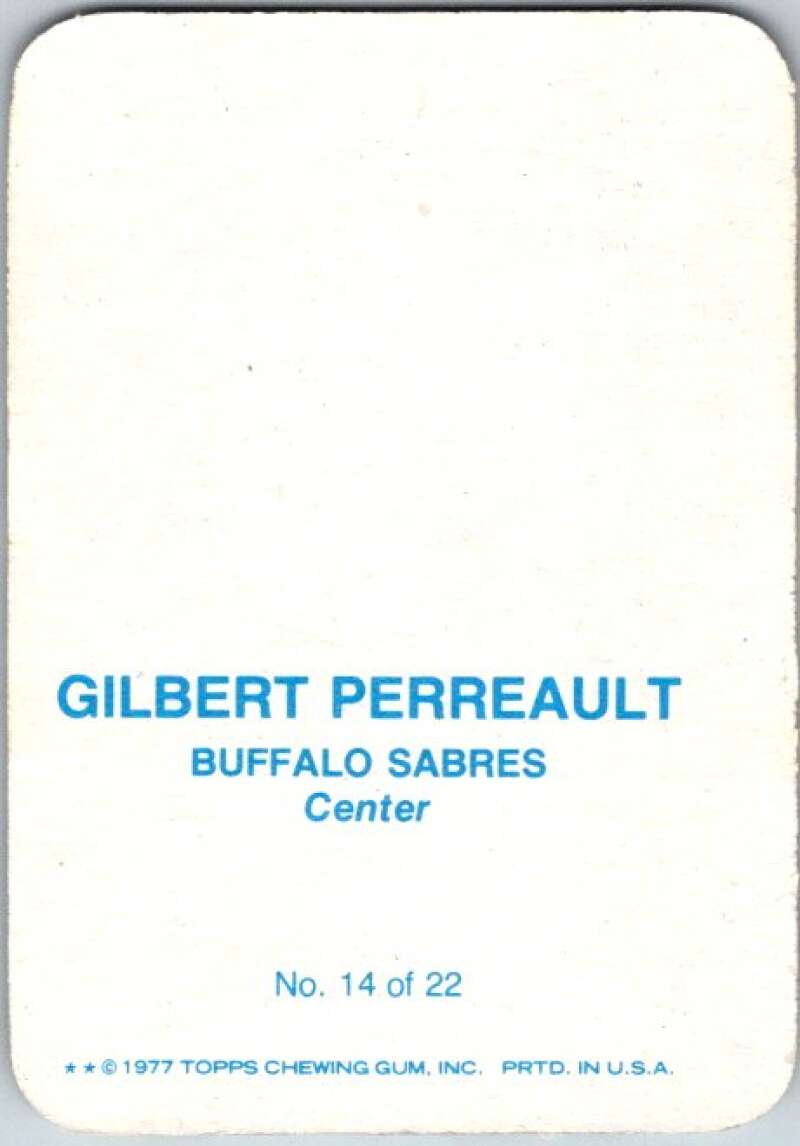 GILBERT PERREAULT
BUFFALO SABRES
Center
No. 14 of 22
★ ★ © 1977 TOPPS CHEWING GUM, INC. PRTD. IN U.S.A.